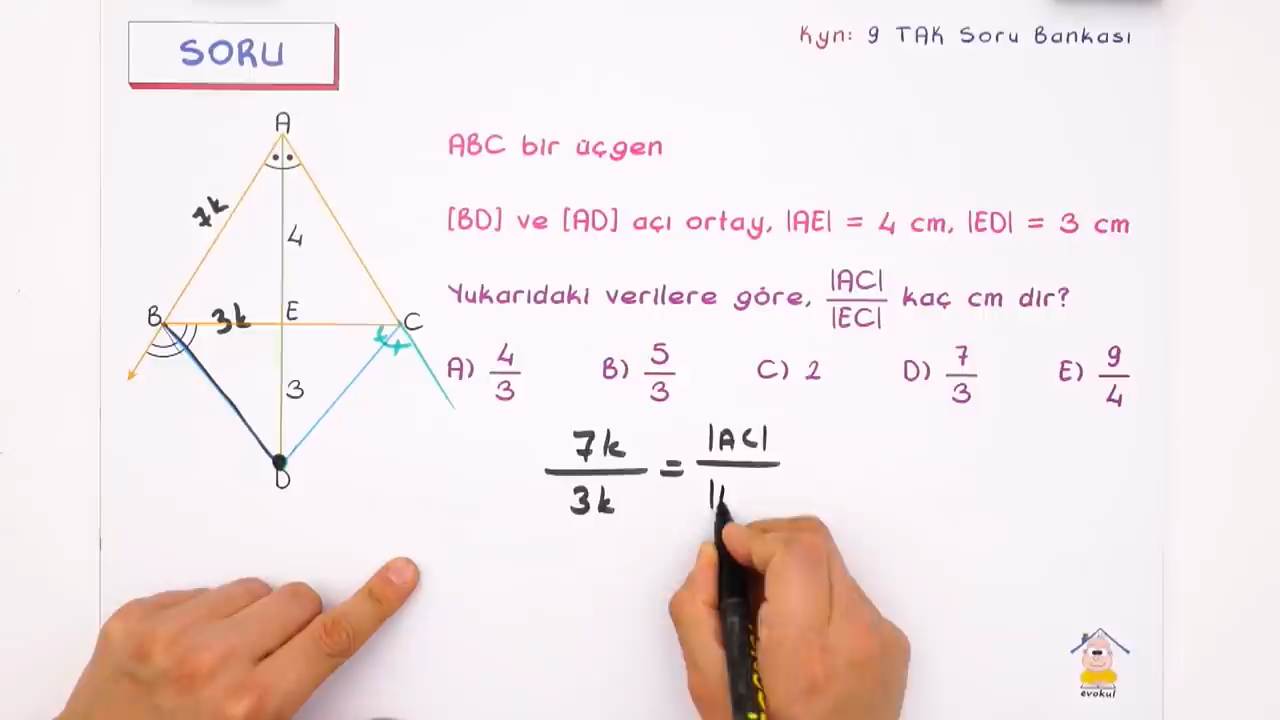 SORU
Kyn: 9 TAK Soru Bankası
A
7k
4
B
3k
E
C
3
D
ABC bir üçgen
[BD] ve [AD] açı ortay, |AE| = 4 cm, |ED| = 3 cm
Yukarıdaki verilere göre, |AC| / |EC| kaç cm dir?
A) 4/3 B) 5/3 C) 2 D) 7/3 E) 9/4
7k / 3k = |AC|
evokul